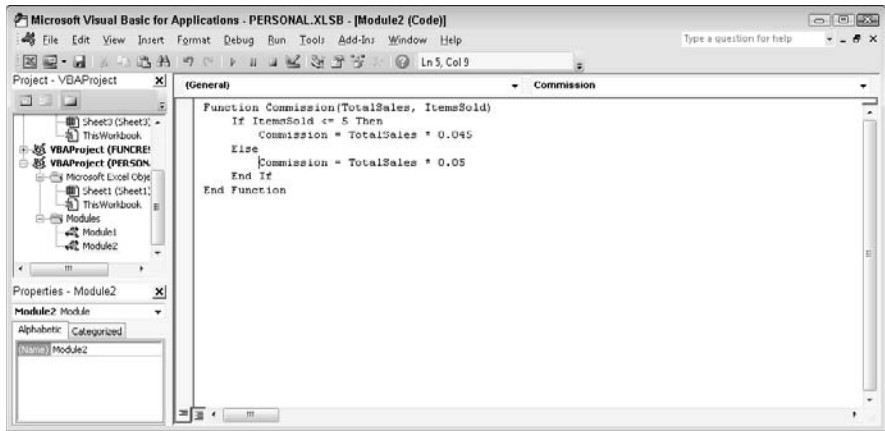 Microsoft Visual Basic for Applications - PERSONAL.XLSB - [Module2 (Code)]
File Edit View Insert Format Debug Run Tools Add-Ins Window Help
Type a question for help
Ln 5, Col 9
Project - VBAProject
(General)
Commission
Sheet3 (Sheet3)
ThisWorkbook
VBAProject (FUNCRE
VBAProject (PERSON
Microsoft Excel Obje
Sheet1 (Sheet1)
ThisWorkbook
Modules
Module1
Module2
Function Commission(TotalSales, ItemsSold)
If ItemsSold <= 5 Then
Commission = TotalSales * 0.045
Else
Commission = TotalSales * 0.05
End If
End Function
Properties - Module2
Module2 Module
Alphabetic Categorized
(Name) Module2